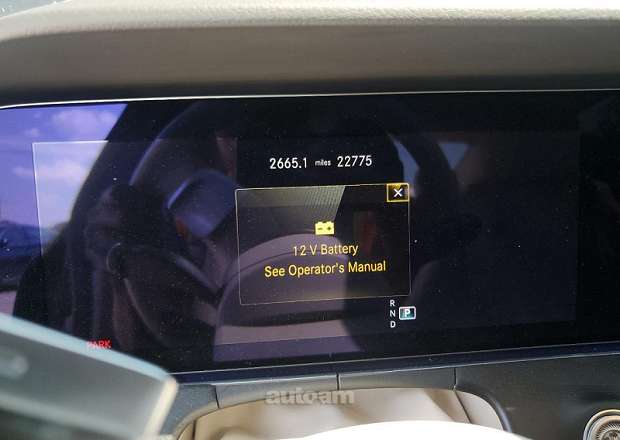 2665.1 miles 22775
12 V Battery
See Operator's Manual
R
N
P
D
PARK
autoam